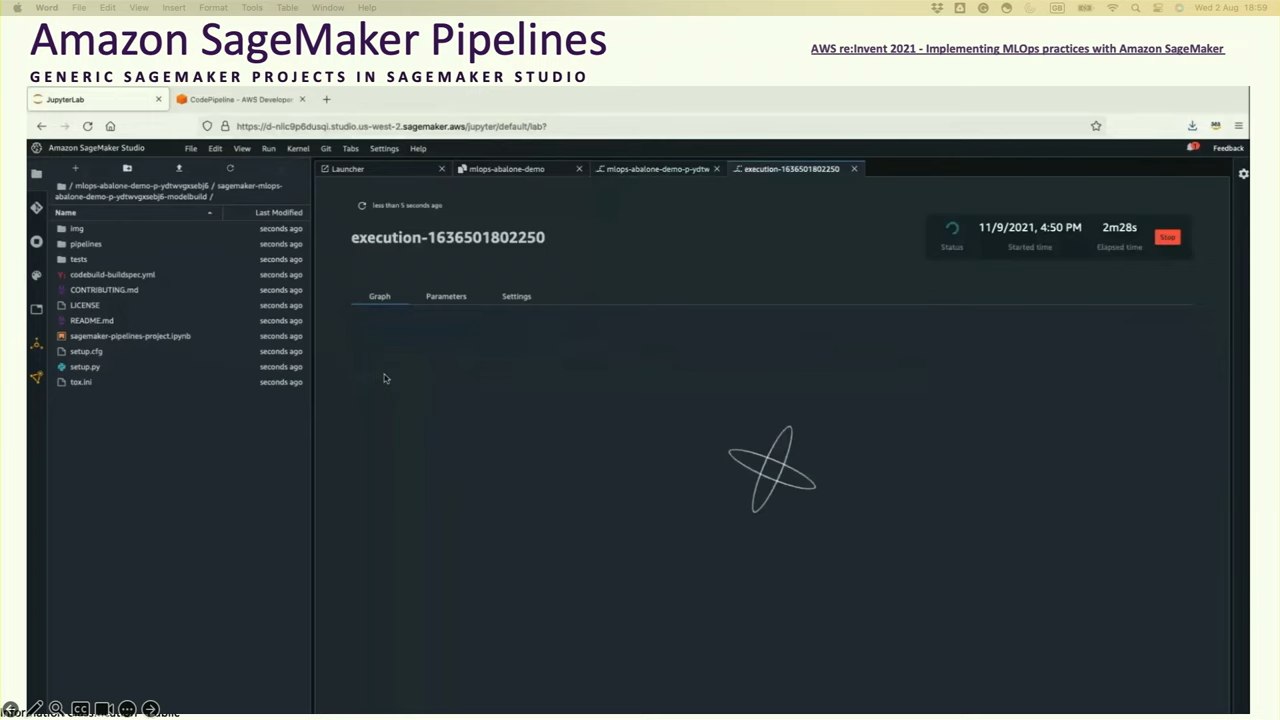 Word File Edit View Insert Format Tools Table Window Help GB Wed 2 Aug 18:59
Amazon SageMaker Pipelines
AWS re:Invent 2021 - Implementing MLOps practices with Amazon SageMaker
GENERIC SAGEMAKER PROJECTS IN SAGEMAKER STUDIO
JupyterLab CodePipeline - AWS Developer
https://d-nlic9p6dusqi.studio.us-west-2.sagemaker.aws/jupyter/default/lab?
Amazon SageMaker Studio File Edit View Run Kernel Git Tabs Settings Help Feedback
Launcher mlops-abalone-demo mlops-abalone-demo-p-ydtw execution-1636501802250
/ mlops-abalone-demo-p-ydtwvgxsebj6 / sagemaker-mlops-
abalone-demo-p-ydtwvgxsebj6-modelbuild /
Name Last Modified
img seconds ago
pipelines seconds ago
tests seconds ago
codebuild-buildspec.yml seconds ago
CONTRIBUTING.md seconds ago
LICENSE seconds ago
README.md seconds ago
sagemaker-pipelines-project.ipynb seconds ago
setup.cfg seconds ago
setup.py seconds ago
tox.ini seconds ago
less than 5 seconds ago
execution-1636501802250
Status
11/9/2021, 4:50 PM
Started time
2m28s
Elapsed time
Stop
Graph Parameters Settings